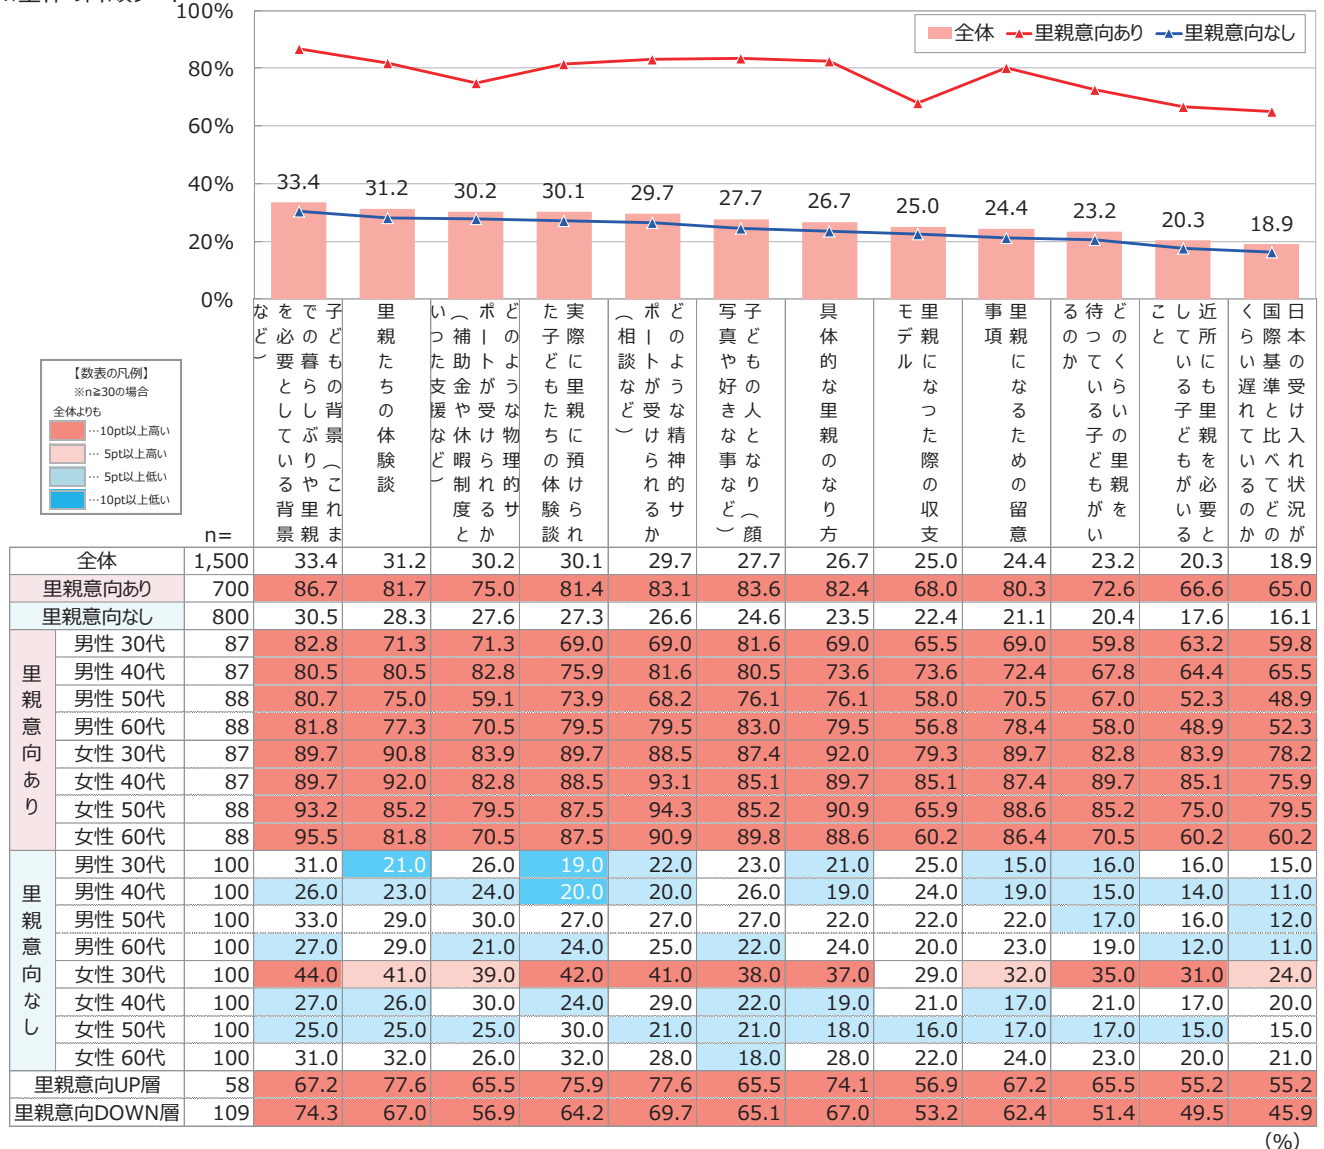 100%
80%
60%
40%
20%
0%
全体 里親意向あり 里親意向なし
33.4 31.2 30.2 30.1 29.7 27.7 26.7 25.0 24.4 23.2 20.3 18.9
【数表の凡例】
※n≧30の場合
全体よりも
…10pt以上高い
… 5pt以上高い
… 5pt以上低い
…10pt以上低い
子どもの背景(これま
での暮らしぶりや里親
を必要としている背景
など)
里親たちの体験談
どのような物理的サ
ポートが受けられるか
(補助金や休暇制度と
いった支援など)
実際に里親に預けられ
た子どもたちの体験談
どのような精神的サ
ポートが受けられるか
(相談など)
子どもの人となり(顔
写真や好きな事など)
具体的な里親のなり方
里親になった際の収支
モデル
里親になるための留意
事項
どのくらいの里親を
待っている子どもがい
るのか
近所にも里親を必要と
している子どもがいる
こと
日本の受け入れ状況が
国際基準と比べてどの
くらい遅れているのか
n=
全体 1,500 33.4 31.2 30.2 30.1 29.7 27.7 26.7 25.0 24.4 23.2 20.3 18.9
里親意向あり 700 86.7 81.7 75.0 81.4 83.1 83.6 82.4 68.0 80.3 72.6 66.6 65.0
里親意向なし 800 30.5 28.3 27.6 27.3 26.6 24.6 23.5 22.4 21.1 20.4 17.6 16.1
里親意向あり
男性 30代 87 82.8 71.3 71.3 69.0 69.0 81.6 69.0 65.5 69.0 59.8 63.2 59.8
男性 40代 87 80.5 80.5 82.8 75.9 81.6 80.5 73.6 73.6 72.4 67.8 64.4 65.5
男性 50代 88 80.7 75.0 59.1 73.9 68.2 76.1 76.1 58.0 70.5 67.0 52.3 48.9
男性 60代 88 81.8 77.3 70.5 79.5 79.5 83.0 79.5 56.8 78.4 58.0 48.9 52.3
女性 30代 87 89.7 90.8 83.9 89.7 88.5 87.4 92.0 79.3 89.7 82.8 83.9 78.2
女性 40代 87 89.7 92.0 82.8 88.5 93.1 85.1 89.7 85.1 87.4 89.7 85.1 75.9
女性 50代 88 93.2 85.2 79.5 87.5 94.3 85.2 90.9 65.9 88.6 85.2 75.0 79.5
女性 60代 88 95.5 81.8 70.5 87.5 90.9 89.8 88.6 60.2 86.4 70.5 60.2 60.2
里親意向なし
男性 30代 100 31.0 21.0 26.0 19.0 22.0 23.0 21.0 25.0 15.0 16.0 16.0 15.0
男性 40代 100 26.0 23.0 24.0 20.0 20.0 26.0 19.0 24.0 19.0 15.0 14.0 11.0
男性 50代 100 33.0 29.0 30.0 27.0 27.0 27.0 22.0 22.0 22.0 17.0 16.0 12.0
男性 60代 100 27.0 29.0 21.0 24.0 25.0 22.0 24.0 20.0 23.0 19.0 12.0 11.0
女性 30代 100 44.0 41.0 39.0 42.0 41.0 38.0 37.0 29.0 32.0 35.0 31.0 24.0
女性 40代 100 27.0 26.0 30.0 24.0 29.0 22.0 19.0 21.0 17.0 21.0 17.0 20.0
女性 50代 100 25.0 25.0 25.0 30.0 21.0 21.0 18.0 16.0 17.0 17.0 15.0 15.0
女性 60代 100 31.0 32.0 26.0 32.0 28.0 18.0 28.0 22.0 24.0 23.0 20.0 21.0
里親意向UP層 58 67.2 77.6 65.5 75.9 77.6 65.5 74.1 56.9 67.2 65.5 55.2 55.2
里親意向DOWN層 109 74.3 67.0 56.9 64.2 69.7 65.1 67.0 53.2 62.4 51.4 49.5 45.9
(%)